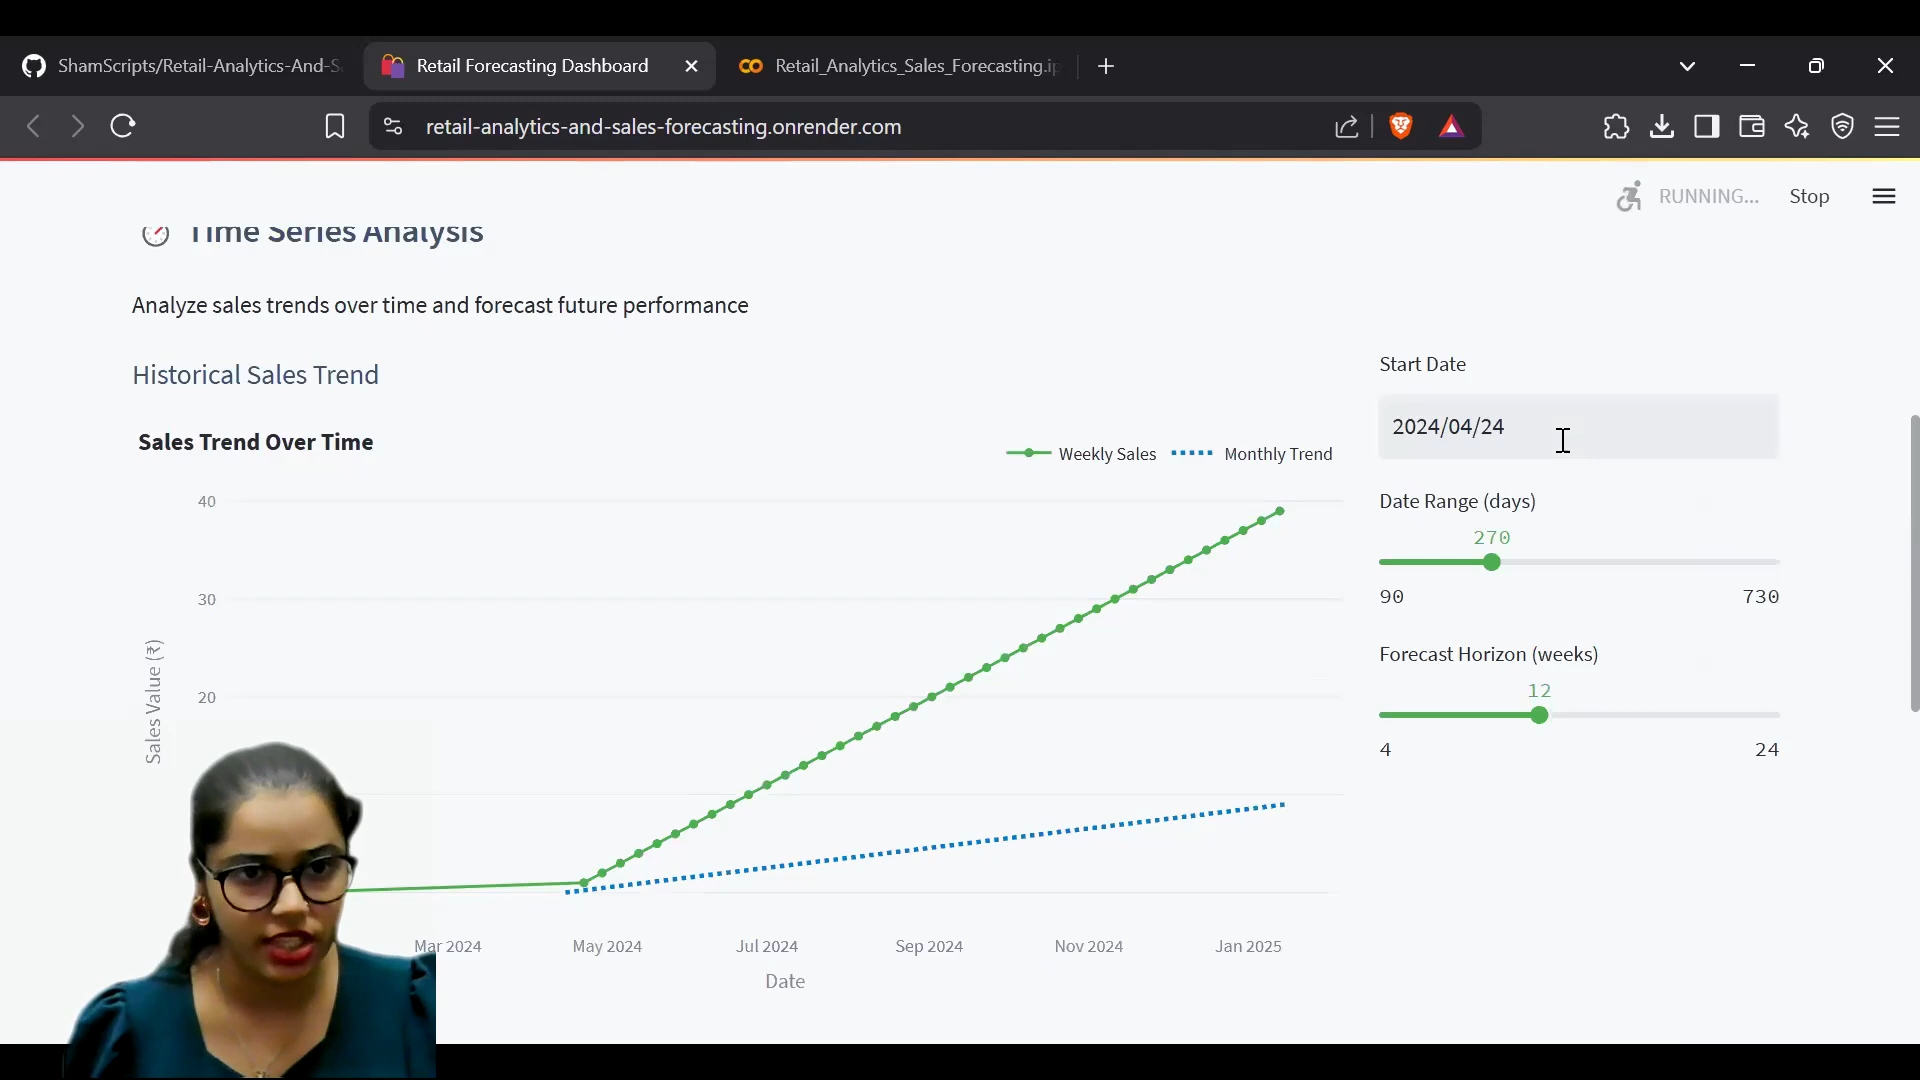 ShamScripts/Retail-Analytics-And-S
Retail Forecasting Dashboard
Retail_Analytics_Sales_Forecasting.ip
retail-analytics-and-sales-forecasting.onrender.com
RUNNING...
Stop
Time Series Analysis
Analyze sales trends over time and forecast future performance
Historical Sales Trend
Sales Trend Over Time
Weekly Sales
Monthly Trend
40
30
20
Sales Value (₹)
Mar 2024
May 2024
Jul 2024
Sep 2024
Nov 2024
Jan 2025
Date
Start Date
2024/04/24
Date Range (days)
270
90
730
Forecast Horizon (weeks)
12
4
24